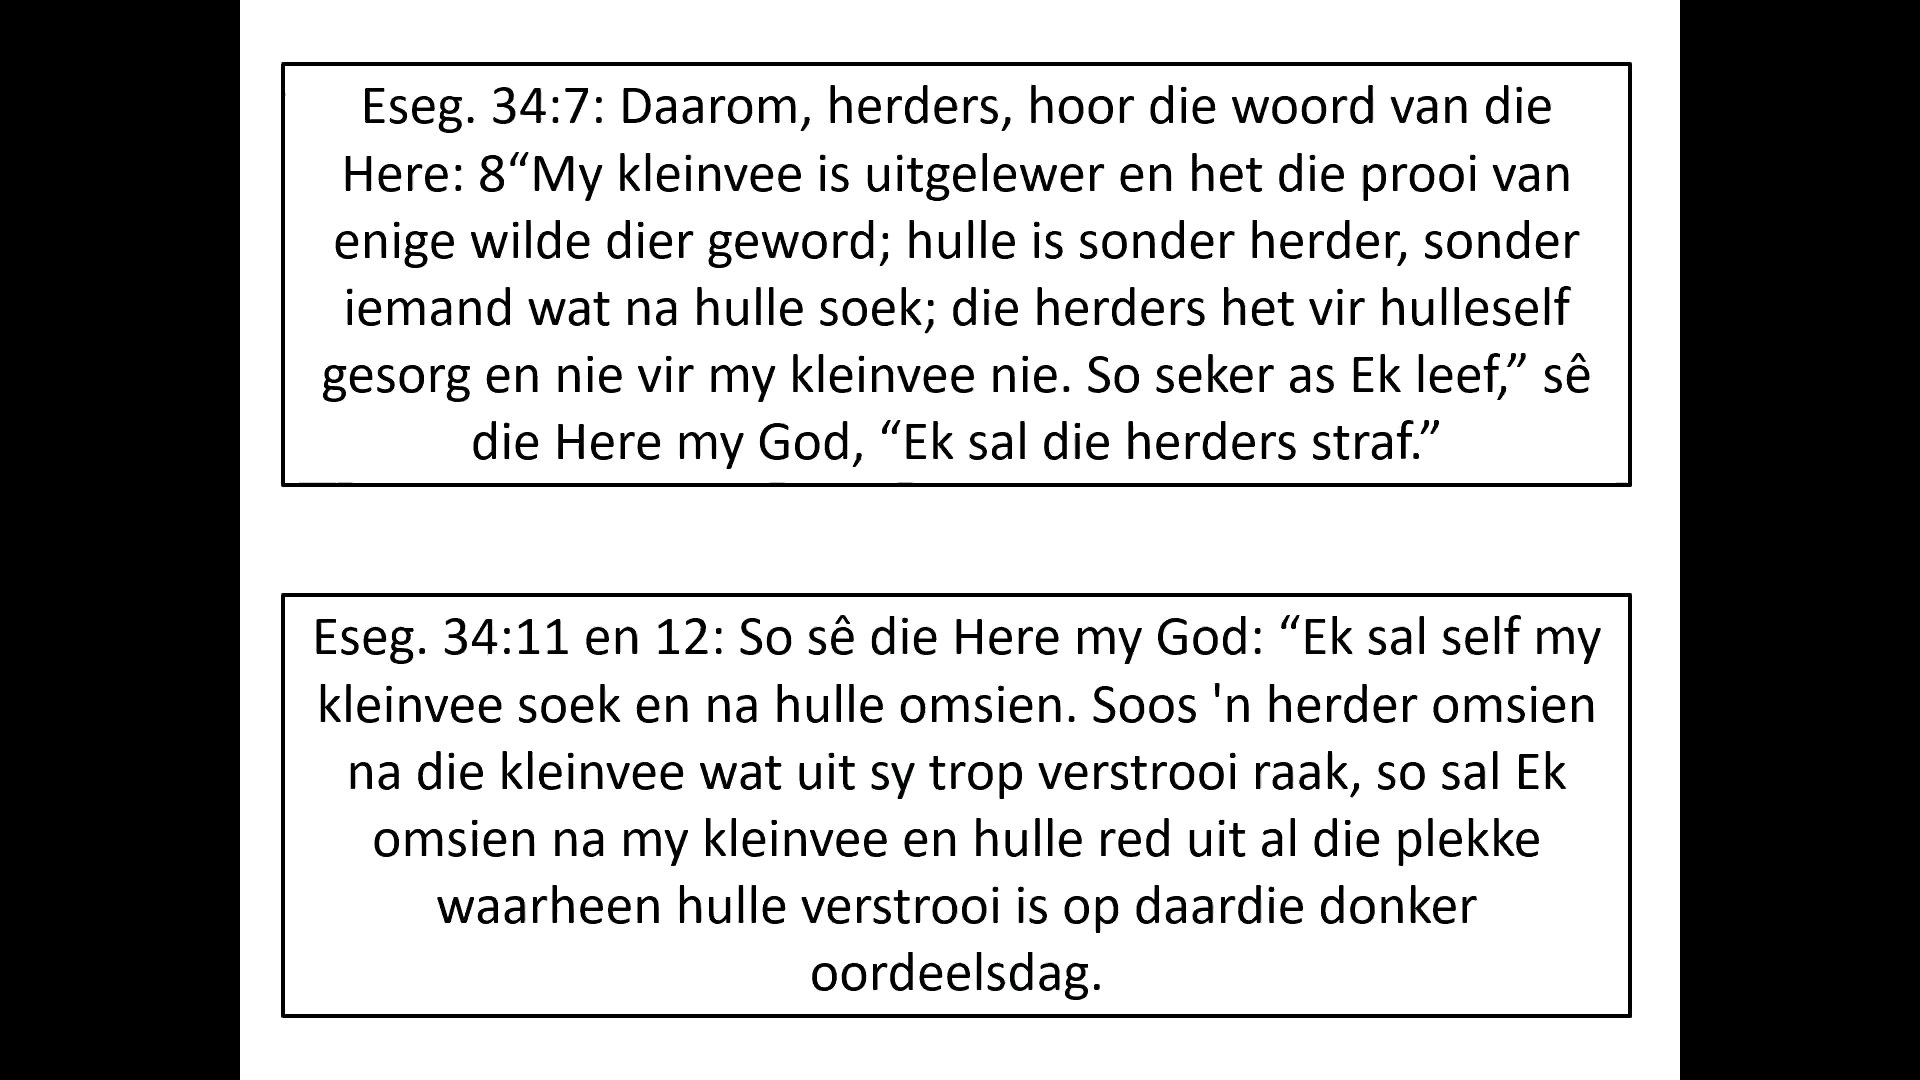 Eseg. 34:7: Daarom, herders, hoor die woord van die
Here: 8“My kleinvee is uitgelewer en het die prooi van
enige wilde dier geword; hulle is sonder herder, sonder
iemand wat na hulle soek; die herders het vir hulleself
gesorg en nie vir my kleinvee nie. So seker as Ek leef,” sê
die Here my God, “Ek sal die herders straf.”
Eseg. 34:11 en 12: So sê die Here my God: “Ek sal self my
kleinvee soek en na hulle omsien. Soos 'n herder omsien
na die kleinvee wat uit sy trop verstrooi raak, so sal Ek
omsien na my kleinvee en hulle red uit al die plekke
waarheen hulle verstrooi is op daardie donker
oordeelsdag.